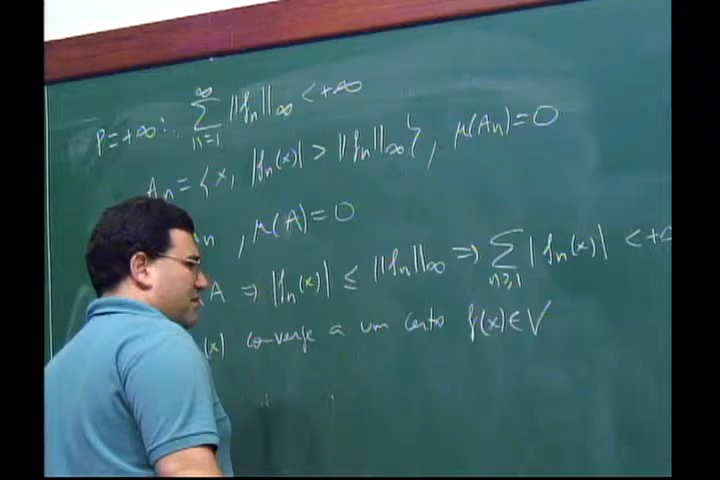 P=+∞: ∑_{n=1}^{∞} ||f_n||_∞ < +∞
A_n = {x, |f_n(x)| > ||f_n||_∞}, μ(A_n)=0
n, μ(A)=0
A ⇒ |f_n(x)| ≤ ||f_n||_∞ ⇒ ∑_{n≥1} |f_n(x)| < +∞
(x) converge a um certo f(x) ∈ V